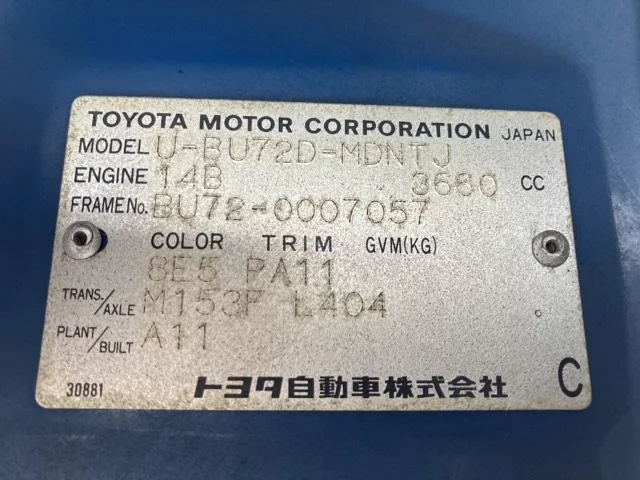 TOYOTA MOTOR CORPORATION JAPAN
MODEL U-BU72D-MDNTJ
ENGINE 14B 3660 CC
FRAME No. BU72-0007057
COLOR TRIM GVM(KG)
8E5 PA11
TRANS./AXLE M153F L404
PLANT/BUILT A11
30881 トヨタ自動車株式会社 C